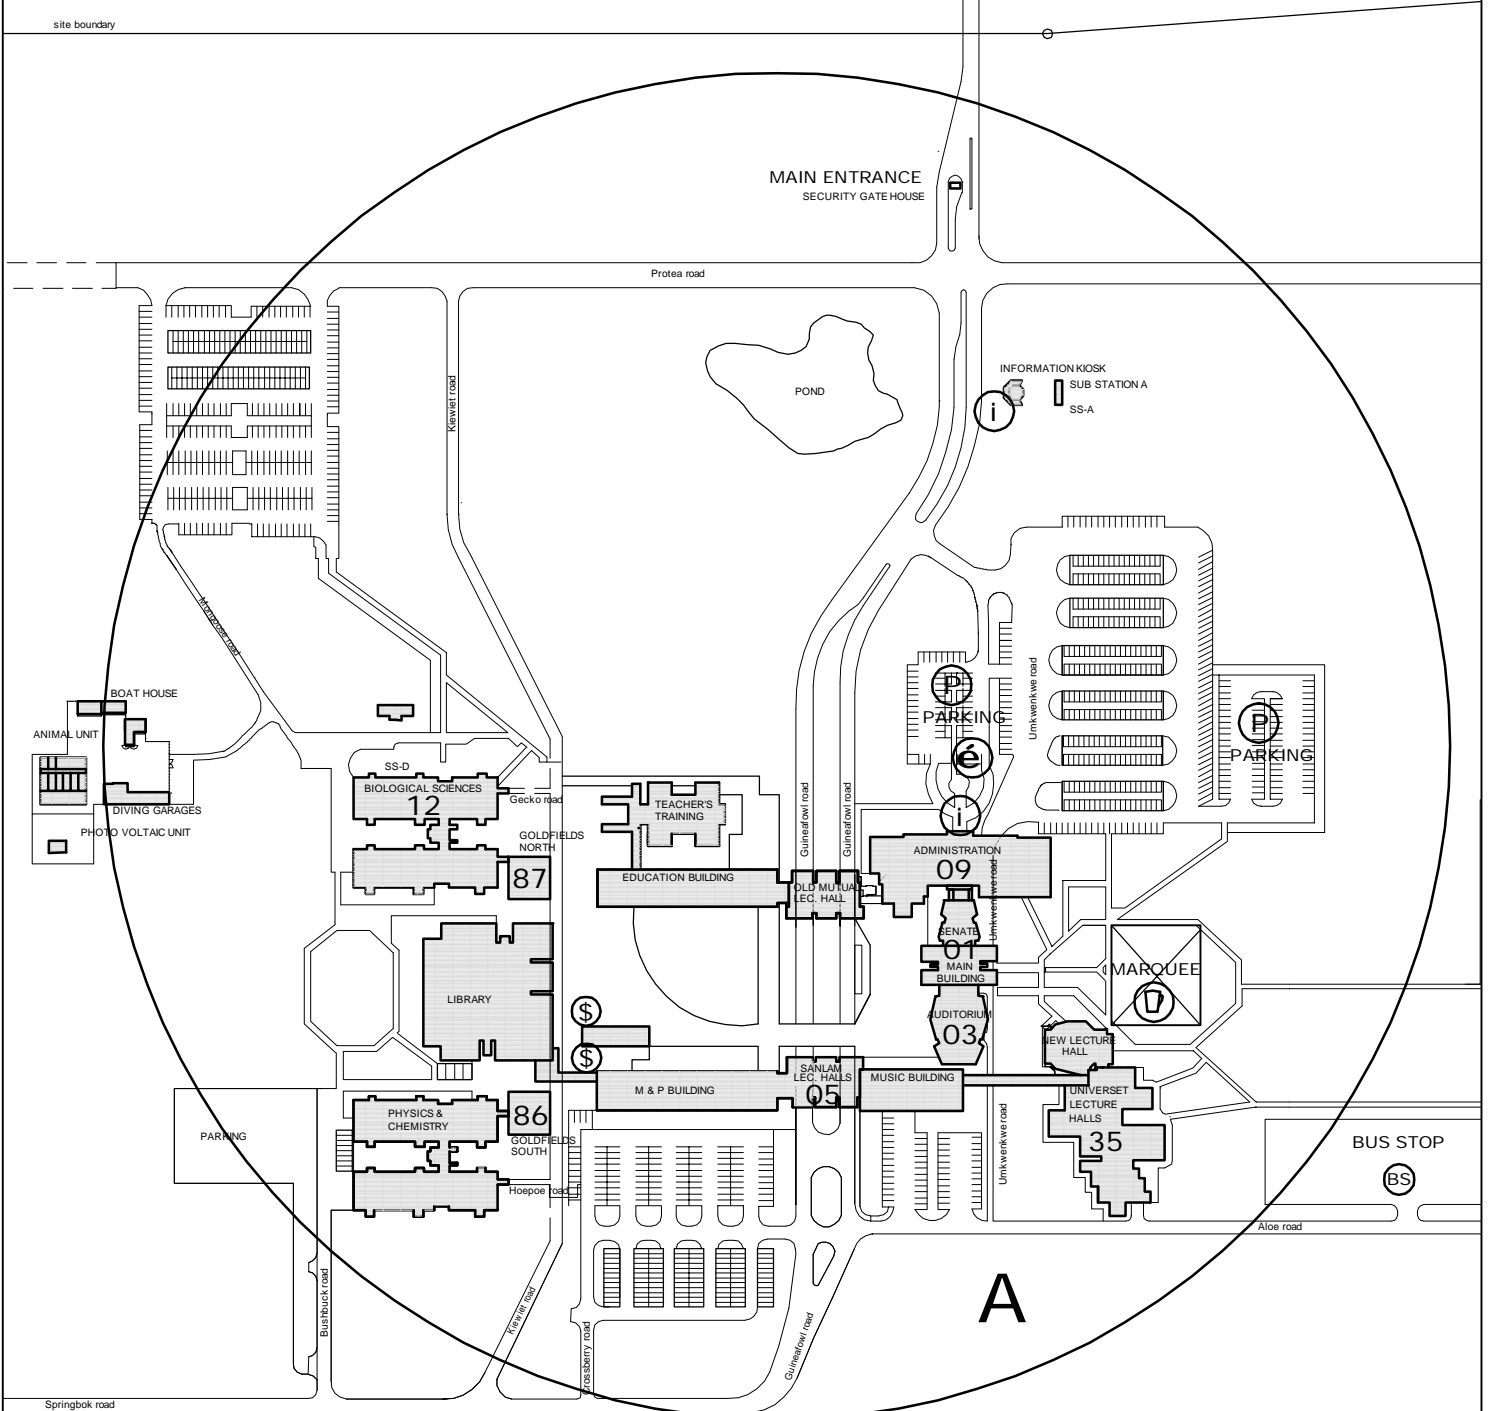 site boundary
MAIN ENTRANCE
SECURITY GATE HOUSE
Protea road
INFORMATION KIOSK
SUB STATION A
SS-A
i
POND
Kiewiet road
Mongoose road
Umkwenkwe road
P
PARKING
P
PARKING
é
i
BOAT HOUSE
ANIMAL UNIT
DIVING GARAGES
PHOTO VOLTAIC UNIT
SS-D
BIOLOGICAL SCIENCES
12
Gecko road
GOLDFIELDS
NORTH
87
TEACHER'S
TRAINING
Guineafowl road
Guineafowl road
EDUCATION BUILDING
OLD MUTUAL
LEC. HALL
ADMINISTRATION
09
Umkwenkwe road
SENATE
01
MAIN
BUILDING
AUDITORIUM
03
MARQUEE
LIBRARY
$
$
NEW LECTURE
HALL
M & P BUILDING
SANLAM
LEC. HALLS
05
MUSIC BUILDING
UNIVERSET
LECTURE
HALLS
35
PHYSICS &
CHEMISTRY
86
GOLDFIELDS
SOUTH
Hoepoe road
PARKING
Umkwenkwe road
BUS STOP
BS
Aloe road
A
Bushbuck road
Kiewiet road
Crossberry road
Guineafowl road
Springbok road